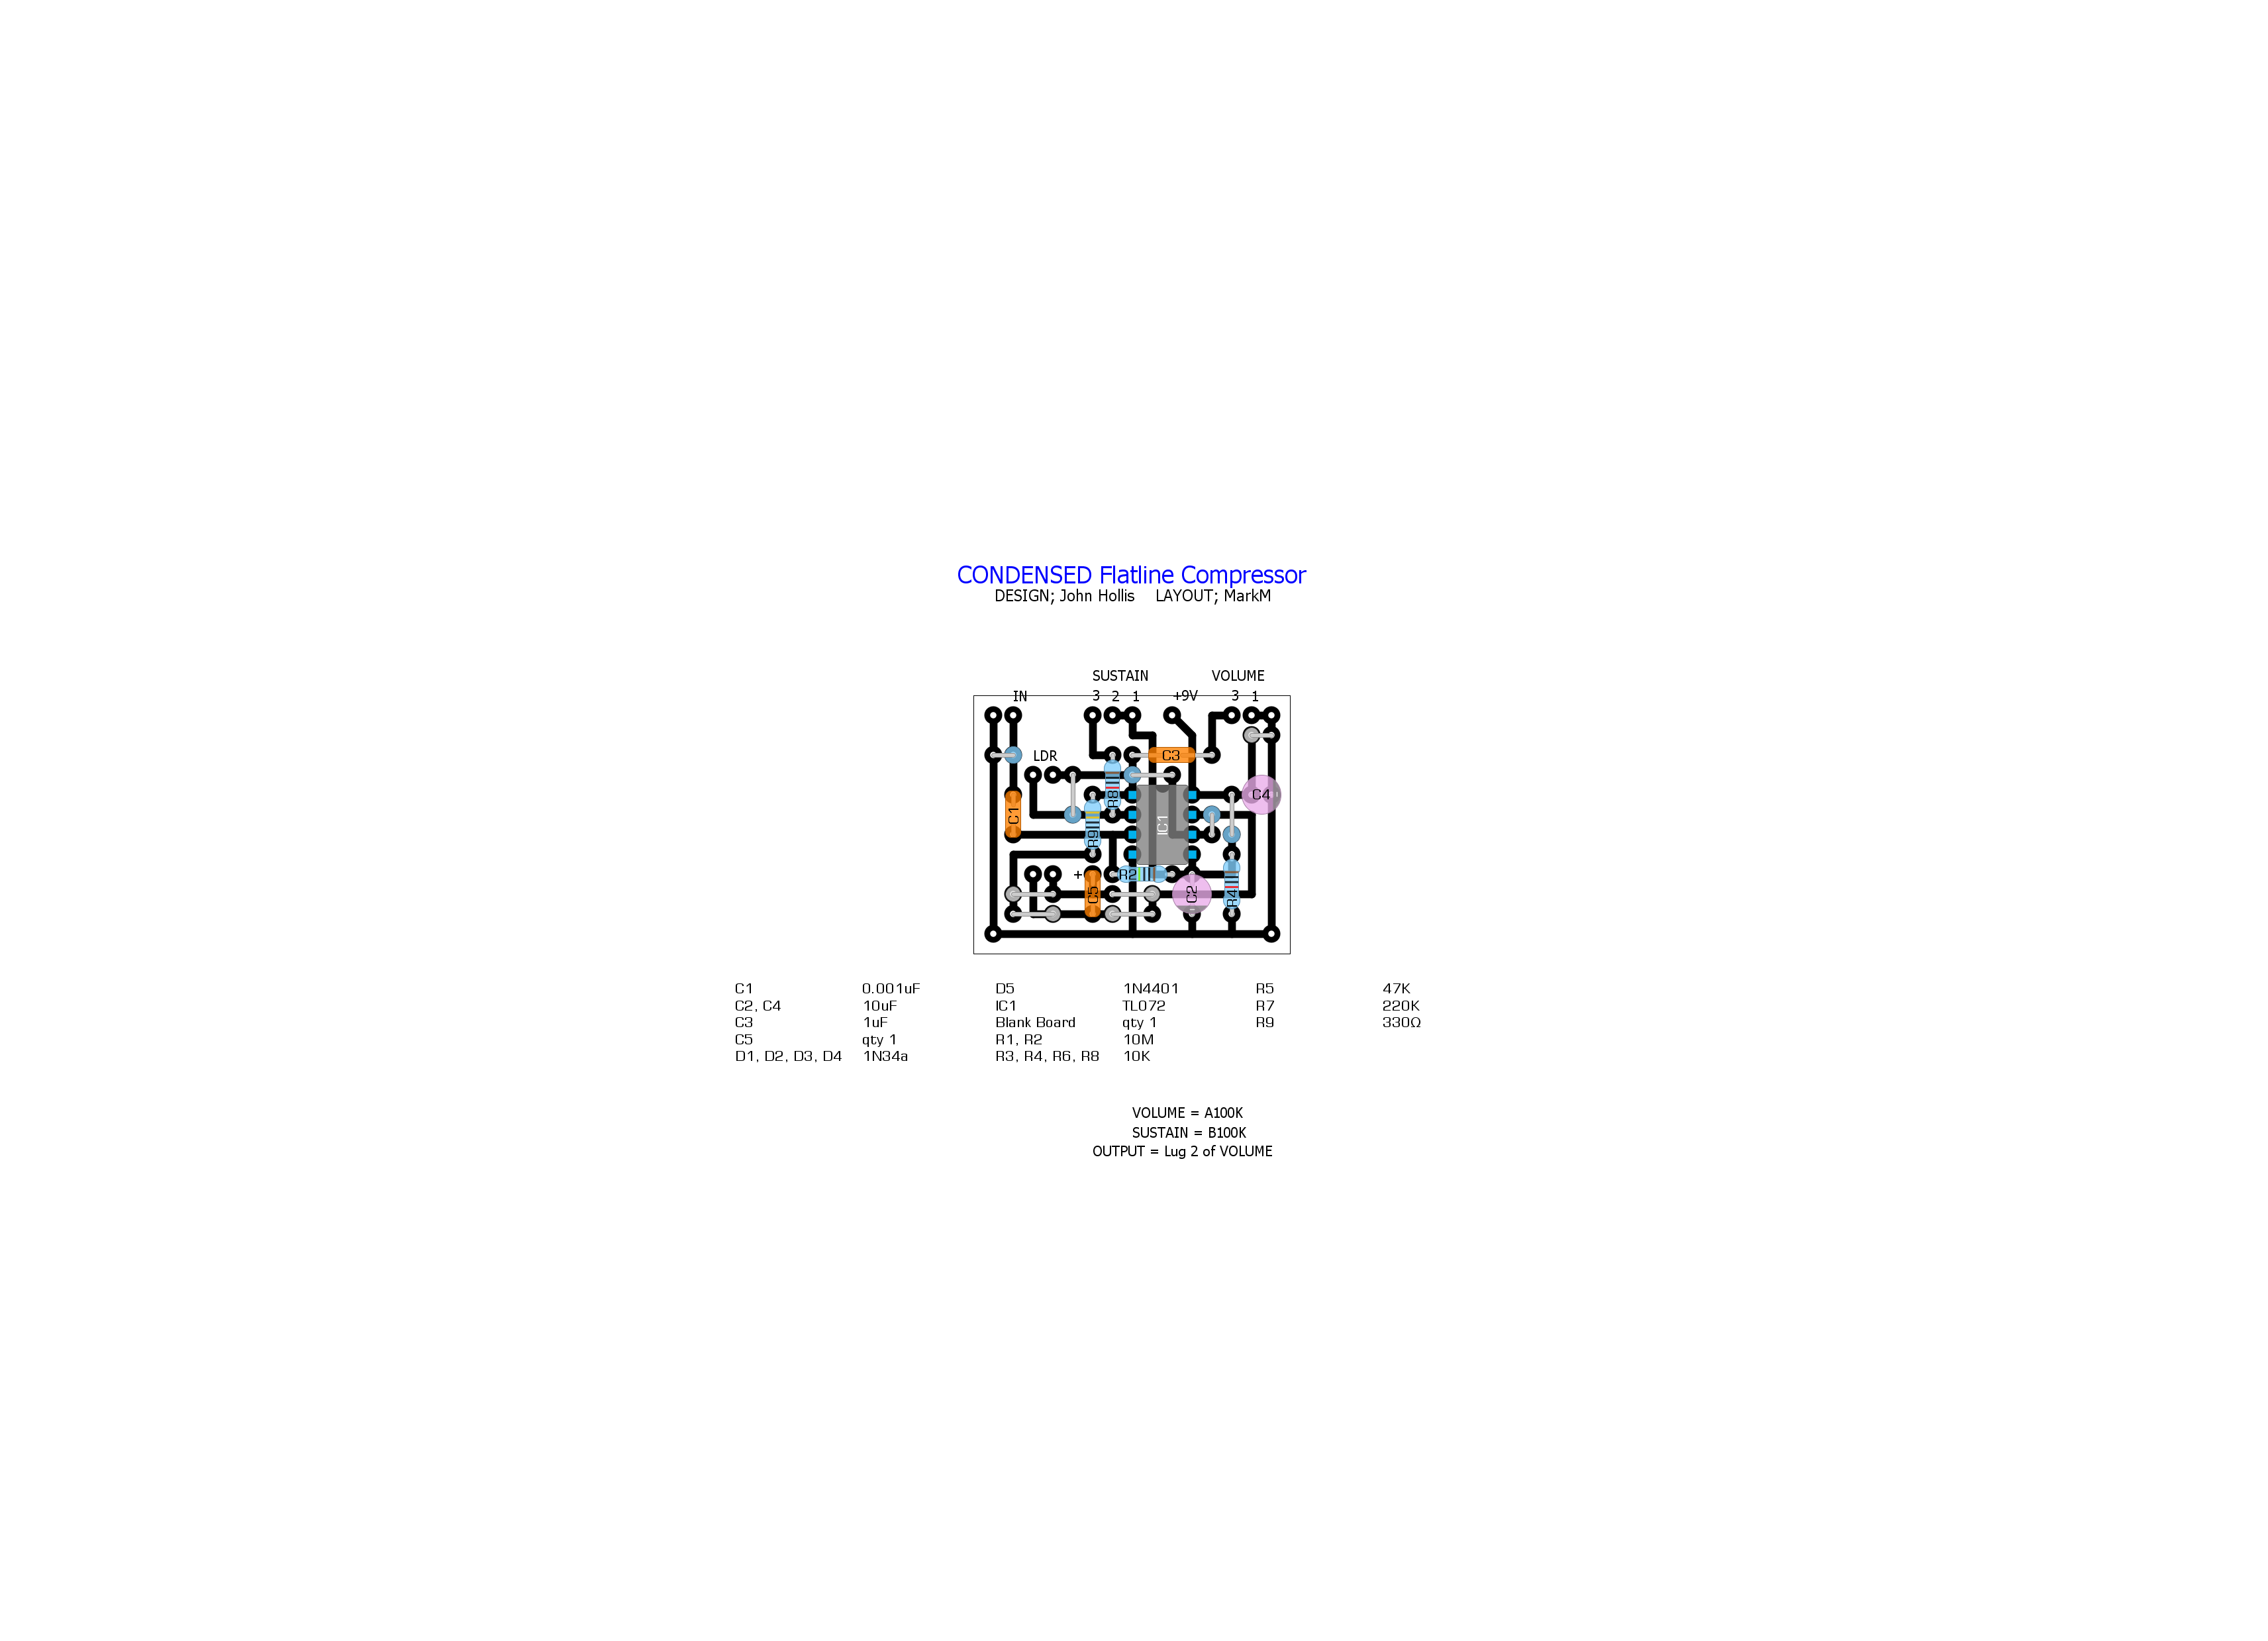 CONDENSED Flatline Compressor
DESIGN; John Hollis LAYOUT; MarkM
SUSTAIN VOLUME
IN 3 2 1 +9V 3 1
LDR C3
R8 C4
C1 IC1
R9
+ R2
C5 C2 R4
C1 0.001uF D5 1N4401 R5 47K
C2, C4 10uF IC1 TL072 R7 220K
C3 1uF Blank Board qty 1 R9 330Ω
C5 qty 1 R1, R2 10M
D1, D2, D3, D4 1N34a R3, R4, R6, R8 10K
VOLUME = A100K
SUSTAIN = B100K
OUTPUT = Lug 2 of VOLUME